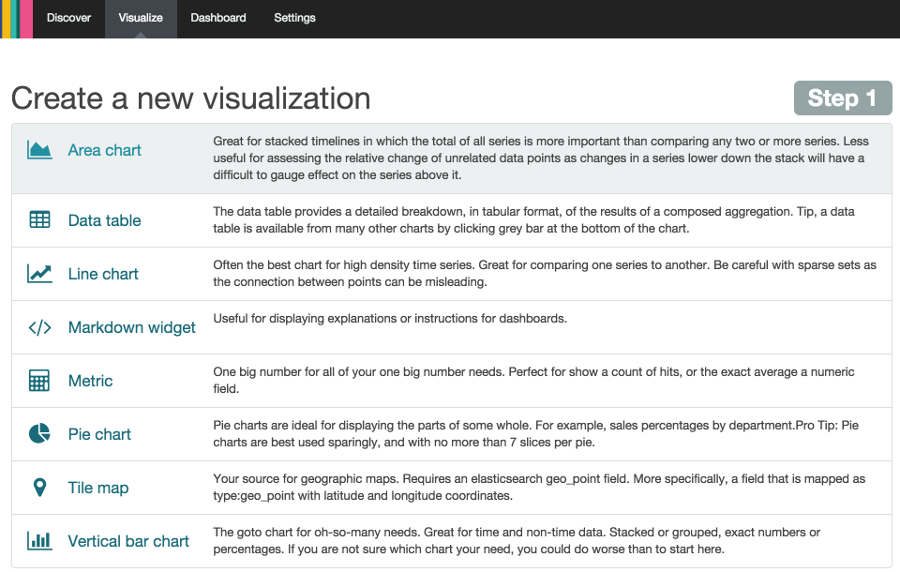 Discover Visualize Dashboard Settings
Create a new visualization Step 1
Area chart
Great for stacked timelines in which the total of all series is more important than comparing any two or more series. Less
useful for assessing the relative change of unrelated data points as changes in a series lower down the stack will have a
difficult to gauge effect on the series above it.
Data table
The data table provides a detailed breakdown, in tabular format, of the results of a composed aggregation. Tip, a data
table is available from many other charts by clicking grey bar at the bottom of the chart.
Line chart
Often the best chart for high density time series. Great for comparing one series to another. Be careful with sparse sets as
the connection between points can be misleading.
Markdown widget
Useful for displaying explanations or instructions for dashboards.
Metric
One big number for all of your one big number needs. Perfect for show a count of hits, or the exact average a numeric
field.
Pie chart
Pie charts are ideal for displaying the parts of some whole. For example, sales percentages by department.Pro Tip: Pie
charts are best used sparingly, and with no more than 7 slices per pie.
Tile map
Your source for geographic maps. Requires an elasticsearch geo_point field. More specifically, a field that is mapped as
type:geo_point with latitude and longitude coordinates.
Vertical bar chart
The goto chart for oh-so-many needs. Great for time and non-time data. Stacked or grouped, exact numbers or
percentages. If you are not sure which chart your need, you could do worse than to start here.